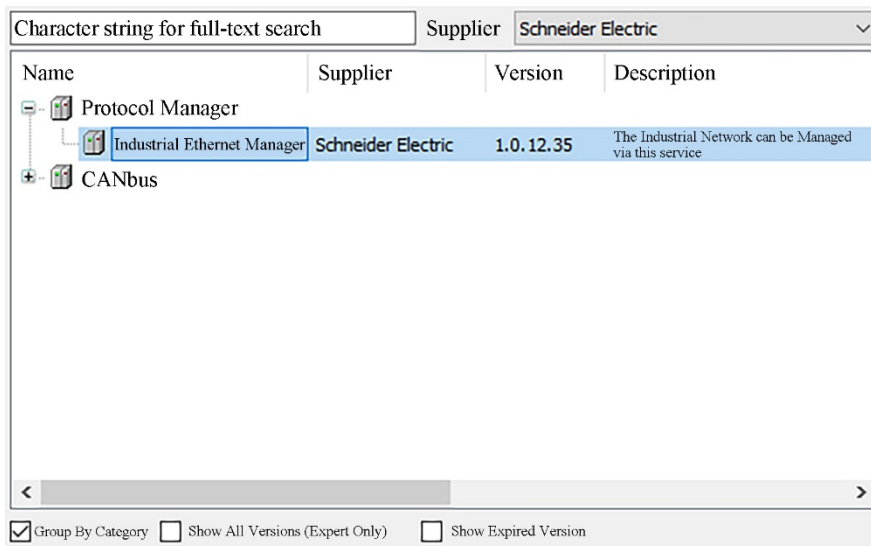 Character string for full-text search Supplier Schneider Electric
Name Supplier Version Description
Protocol Manager
Industrial Ethernet Manager Schneider Electric 1.0.12.35 The Industrial Network can be Managed
via this service
CANbus
Group By Category Show All Versions (Expert Only) Show Expired Version